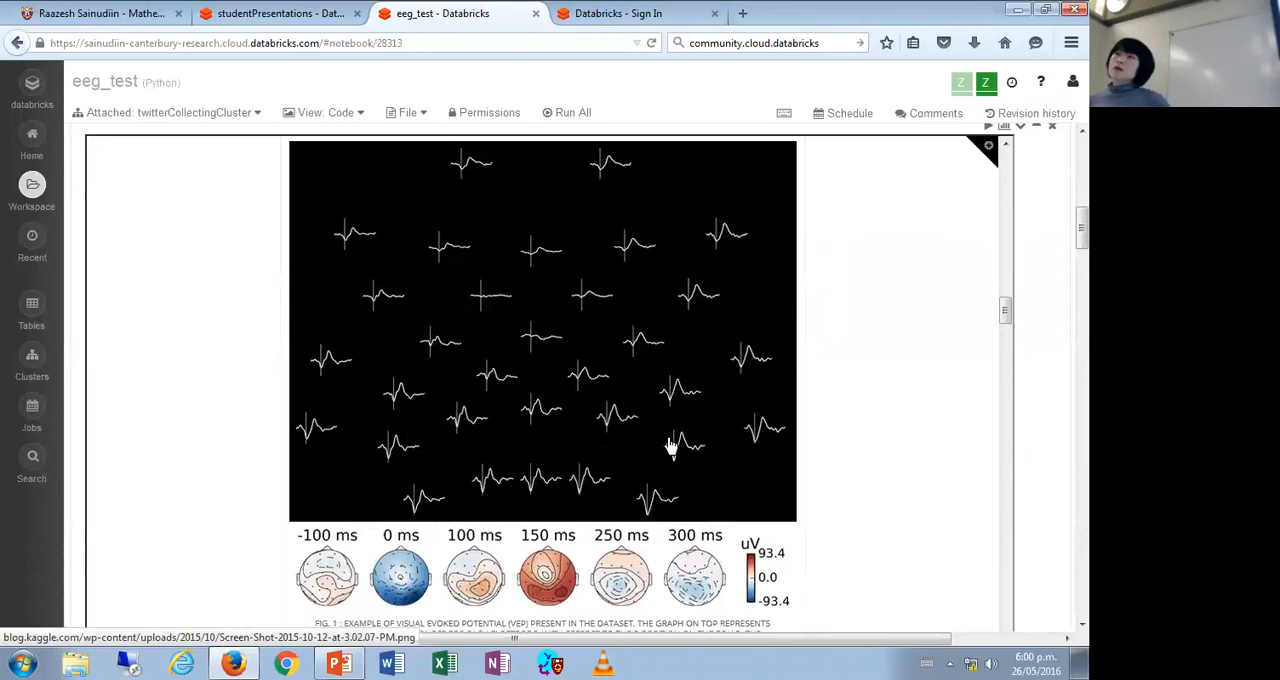 Raazesh Sainudiin - Mathe...
studentPresentations - Dat...
eeg_test - Databricks
Databricks - Sign In
https://sainudiin-canterbury-research.cloud.databricks.com/#notebook/28313
community.cloud.databricks
databricks
eeg_test (Python)
Z Z ?
Attached: twitterCollectingCluster
View: Code
File
Permissions
Run All
Schedule
Comments
Revision history
Home
Workspace
Recent
Tables
Clusters
Jobs
Search
-100 ms 0 ms 100 ms 150 ms 250 ms 300 ms
uV
93.4
0.0
-93.4
FIG. 1 : EXAMPLE OF VISUAL EVOKED POTENTIAL (VEP) PRESENT IN THE DATASET. THE GRAPH ON TOP REPRESENTS
blog.kaggle.com/wp-content/uploads/2015/10/Screen-Shot-2015-10-12-at-3.02.07-PM.png
6:00 p.m.
26/05/2016